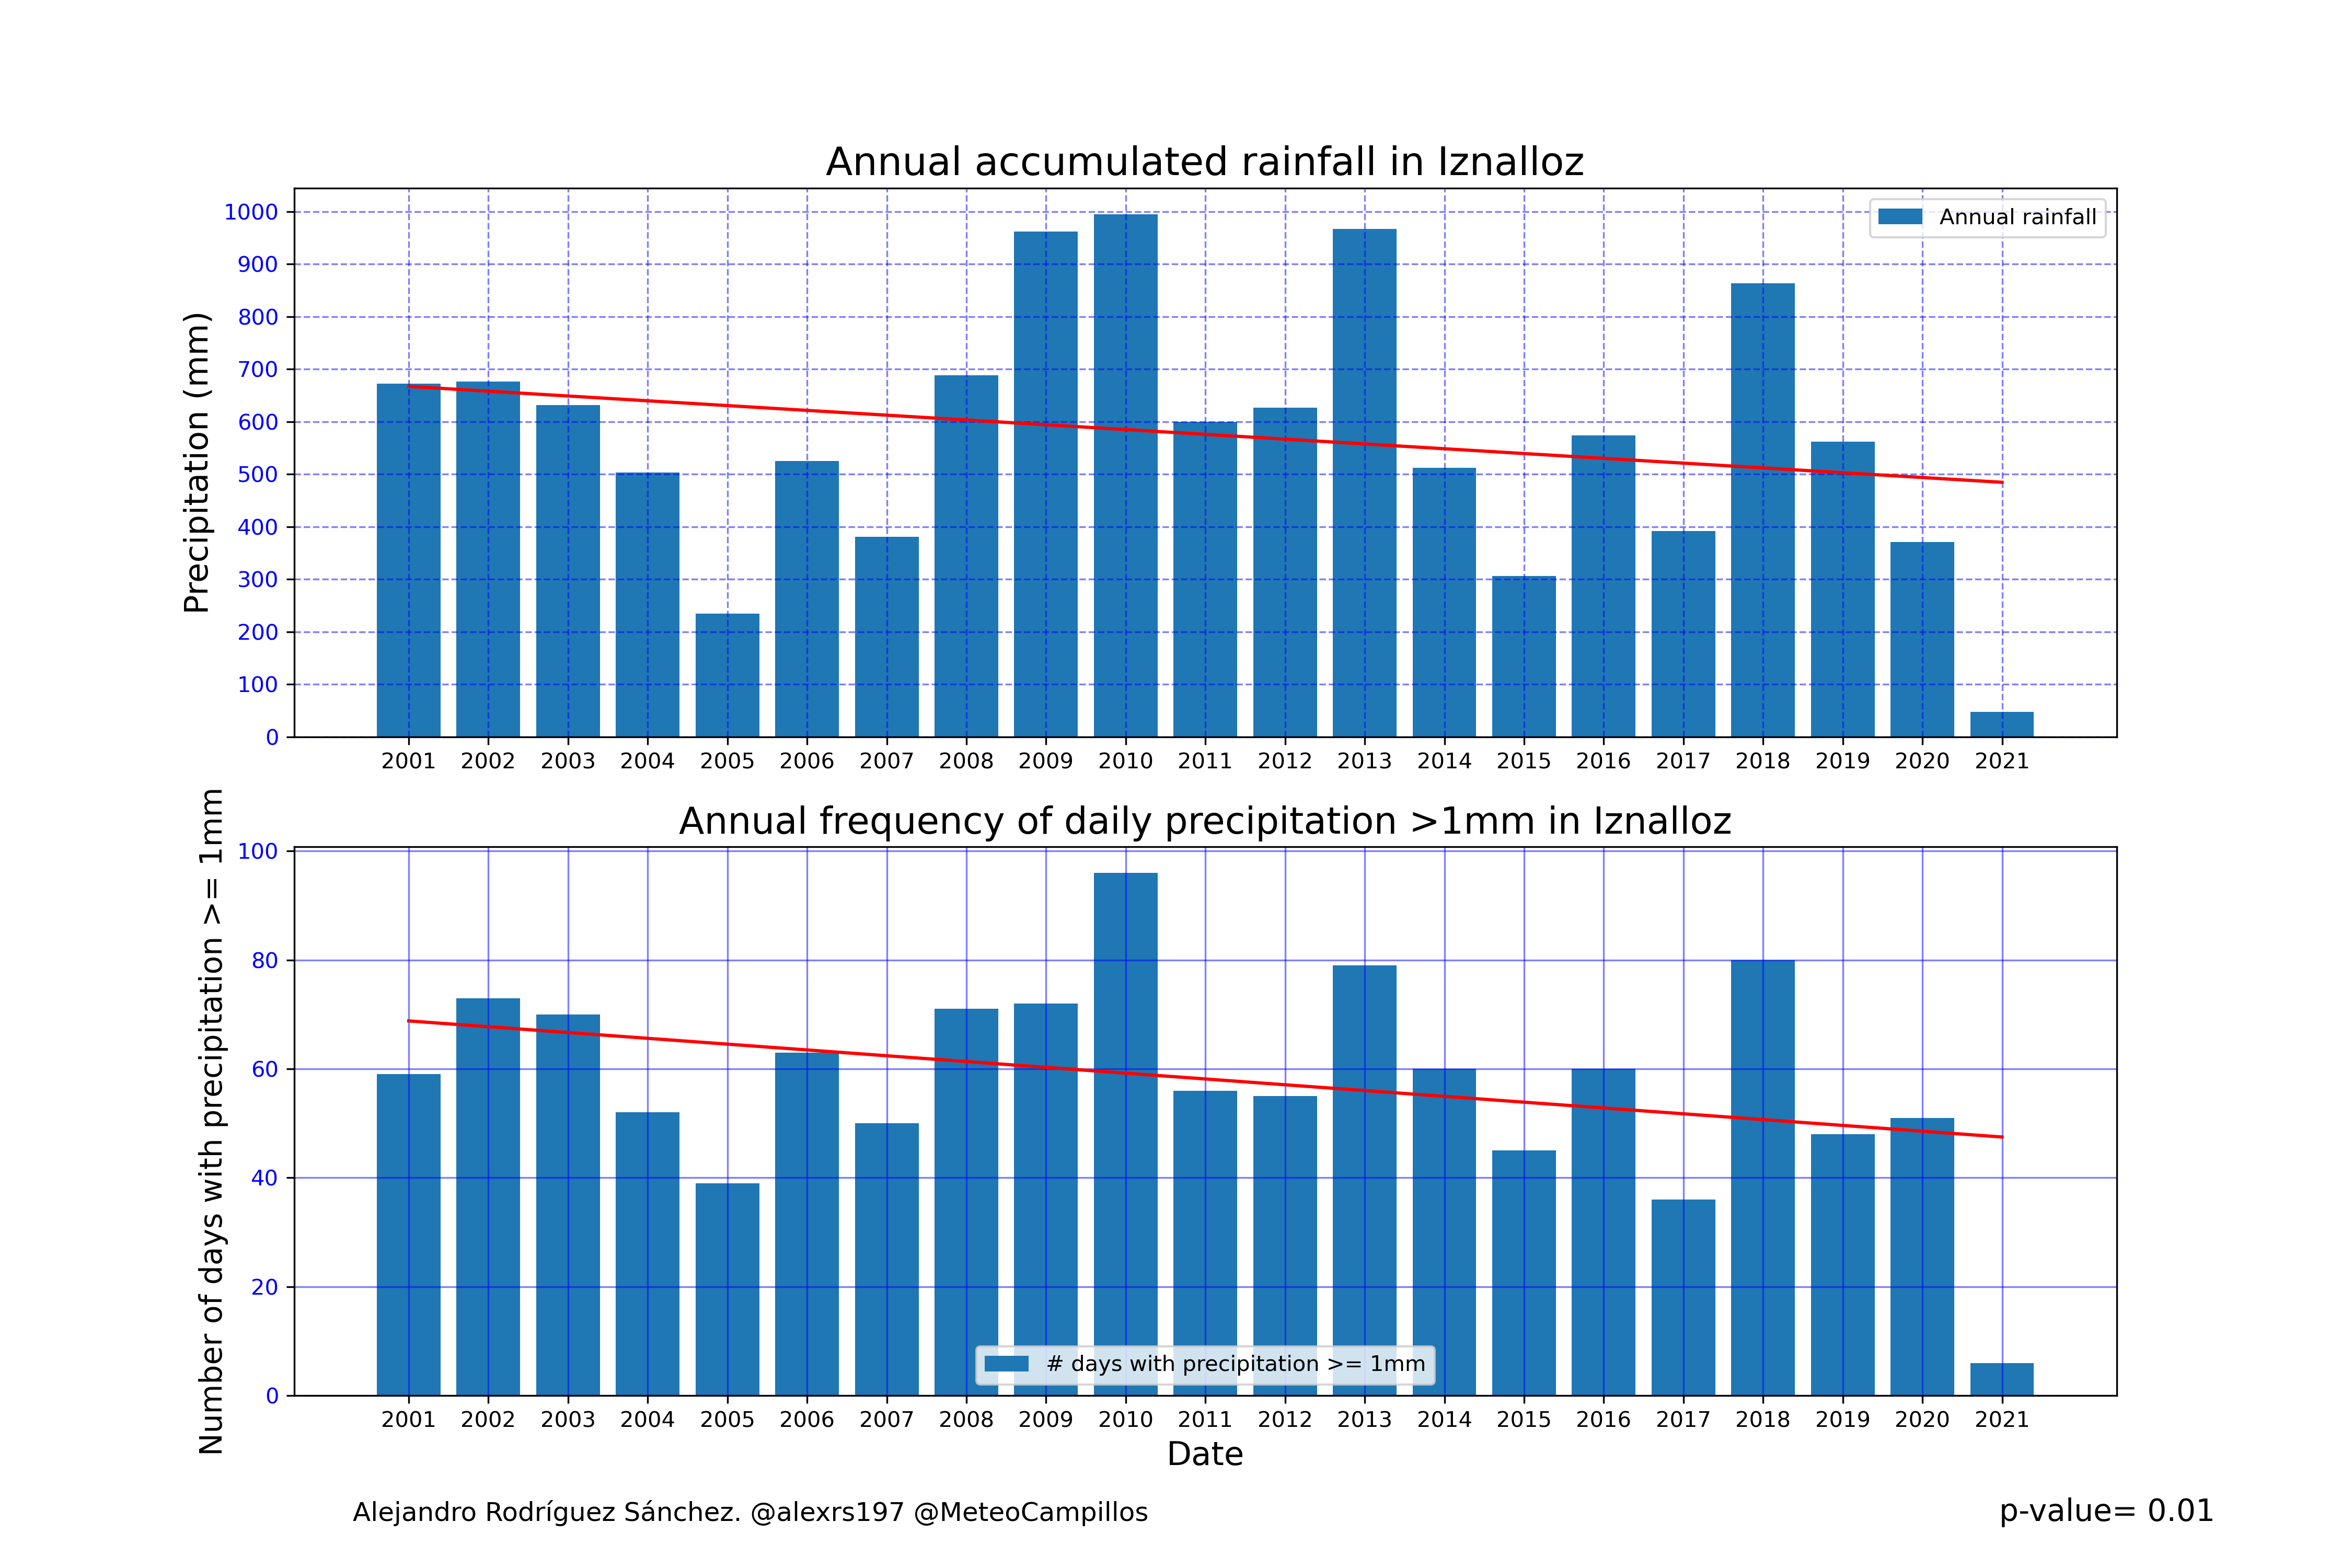 Annual accumulated rainfall in Iznalloz
Precipitation (mm)
1000
900
800
700
600
500
400
300
200
100
0
Annual rainfall
2001 2002 2003 2004 2005 2006 2007 2008 2009 2010 2011 2012 2013 2014 2015 2016 2017 2018 2019 2020 2021
Annual frequency of daily precipitation >1mm in Iznalloz
Number of days with precipitation >= 1mm
100
80
60
40
20
0
# days with precipitation >= 1mm
2001 2002 2003 2004 2005 2006 2007 2008 2009 2010 2011 2012 2013 2014 2015 2016 2017 2018 2019 2020 2021
Date
Alejandro Rodríguez Sánchez. @alexrs197 @MeteoCampillos
p-value= 0.01